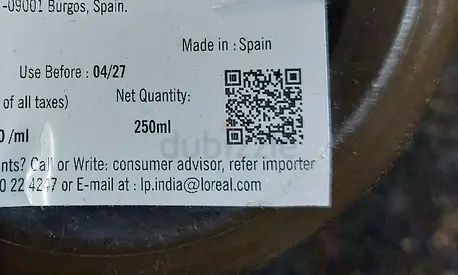 -09001 Burgos, Spain.
Made in : Spain
Use Before : 04/27
of all taxes)
Net Quantity:
0 /ml
250ml
nts? Call or Write: consumer advisor, refer importer
0 22 4247 or E-mail at : lp.india@loreal.com